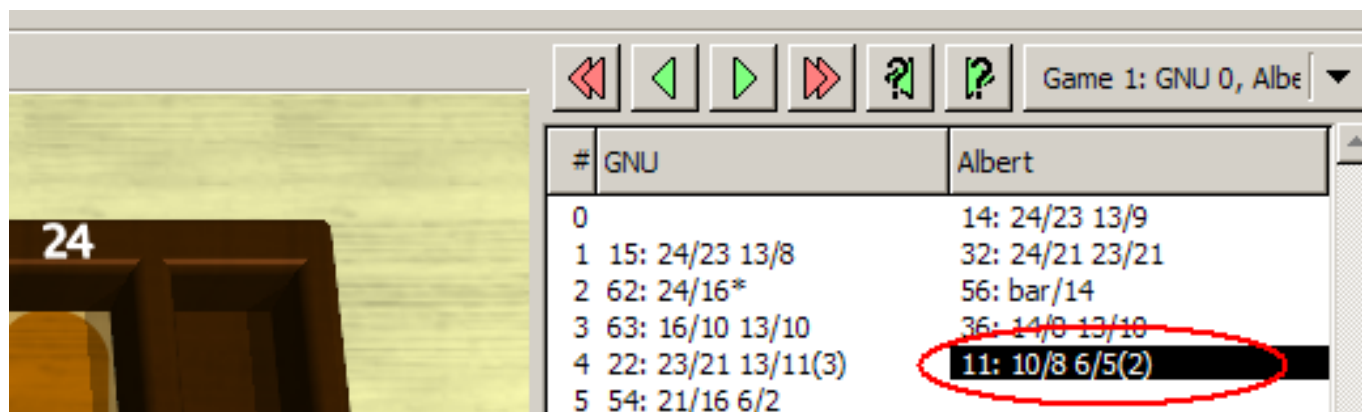 Game 1: GNU 0, Albe
# GNU Albert
24
0 14: 24/23 13/9
1 15: 24/23 13/8 32: 24/21 23/21
2 62: 24/16* 56: bar/14
3 63: 16/10 13/10 36: 14/8 13/10
4 22: 23/21 13/11(3) 11: 10/8 6/5(2)
5 54: 21/16 6/2